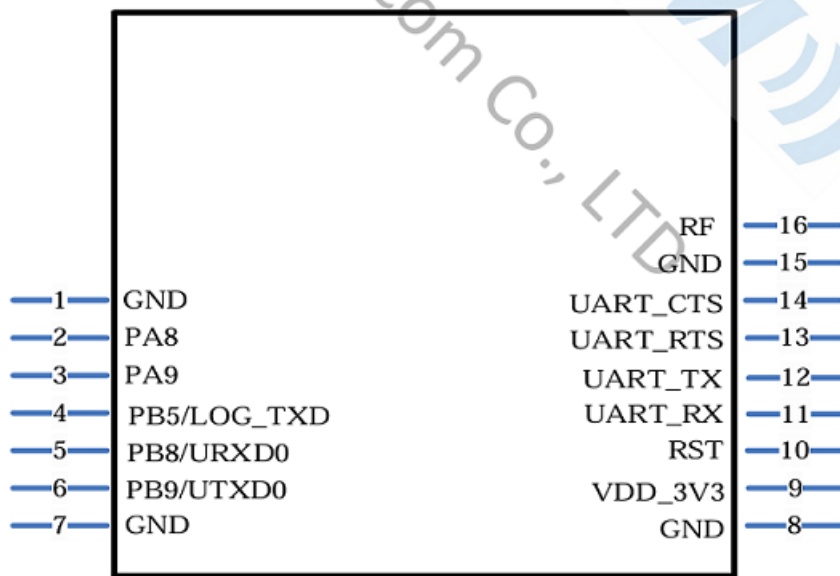 com Co., LTD
RF 16
GND 15
1 GND
UART_CTS 14
2 PA8
UART_RTS 13
3 PA9
UART_TX 12
4 PB5/LOG_TXD
UART_RX 11
5 PB8/URXD0
RST 10
6 PB9/UTXD0
VDD_3V3 9
7 GND
GND 8